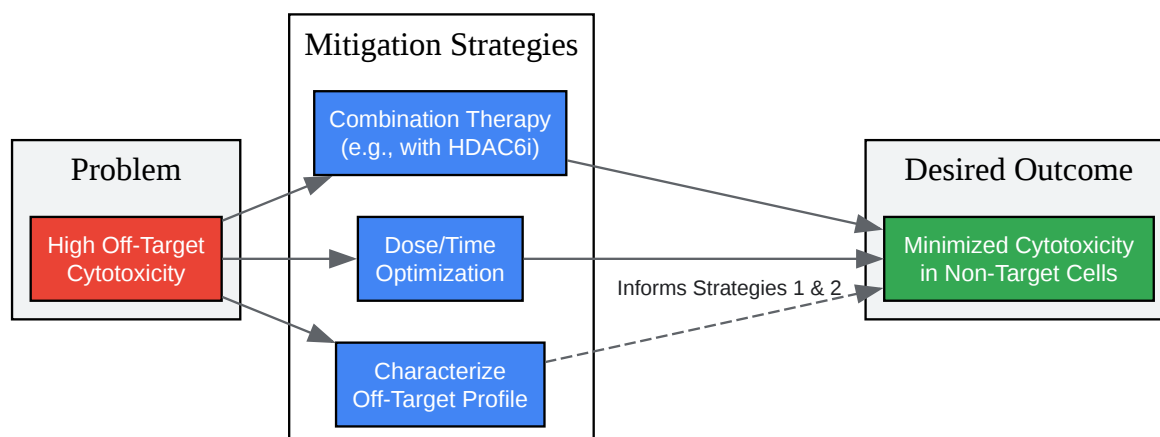 Problem
High Off-Target
Cytotoxicity
Mitigation Strategies
Combination Therapy
(e.g., with HDAC6i)
Dose/Time
Optimization
Characterize
Off-Target Profile
Informs Strategies 1 & 2
Desired Outcome
Minimized Cytotoxicity
in Non-Target Cells